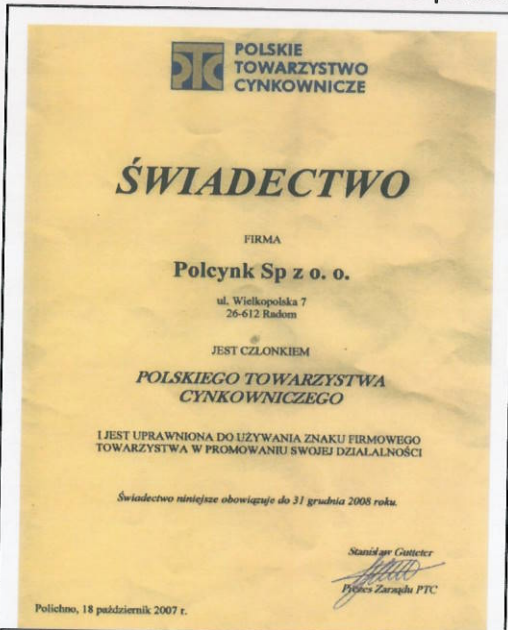 PTC
POLSKIE
TOWARZYSTWO
CYNKOWNICZE
ŚWIADECTWO
FIRMA
Polcynk Sp z o. o.
ul. Wielkopolska 7
26-612 Radom
JEST CZŁONKIEM
POLSKIEGO TOWARZYSTWA
CYNKOWNICZEGO
I JEST UPRAWNIONA DO UŻYWANIA ZNAKU FIRMOWEGO
TOWARZYSTWA W PROMOWANIU SWOJEJ DZIAŁALNOŚCI
Świadectwo niniejsze obowiązuje do 31 grudnia 2008 roku.
Stanisław Gutteter
Prezes Zarządu PTC
Polichno, 18 październik 2007 r.